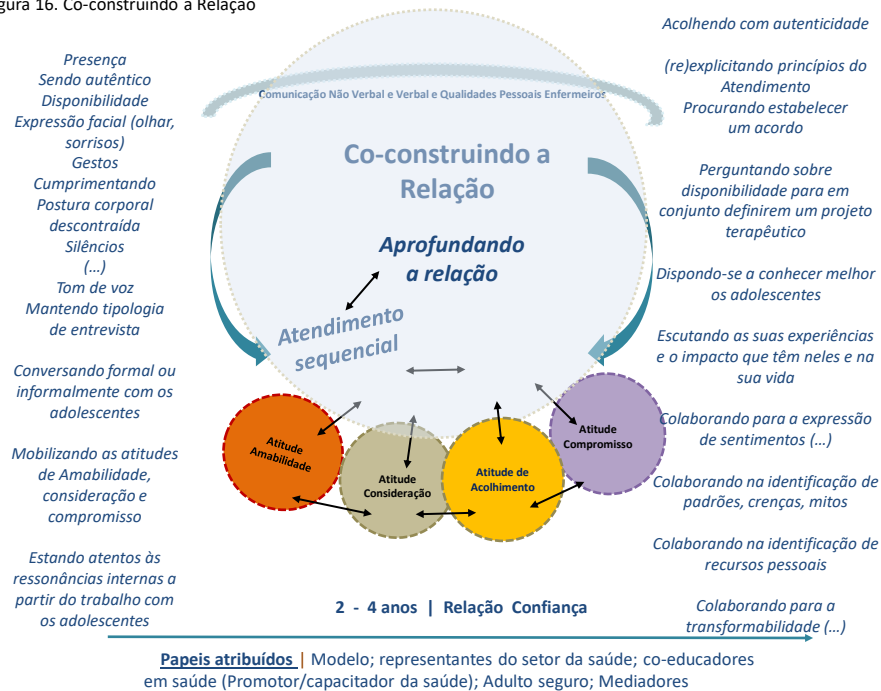 gura 16. Co-construindo a Relação
Presença
Sendo autêntico
Disponibilidade
Expressão facial (olhar,
sorrisos)
Gestos
Cumprimentando
Postura corporal
descontraída
Silêncios
(...)
Tom de voz
Mantendo tipologia
de entrevista
Conversando formal ou
informalmente com os
adolescentes
Mobilizando as atitudes
de Amabilidade,
consideração e
compromisso
Estando atentos às
ressonâncias internas a
partir do trabalho com
os adolescentes
Comunicação Não Verbal e Verbal e Qualidades Pessoais Enfermeiros
Co-construindo a
Relação
Aprofundando
a relação
Atendimento
sequencial
Atitude
Amabilidade
Atitude
Consideração
Atitude de
Acolhimento
Atitude
Compromisso
Acolhendo com autenticidade
(re)explicitando princípios do
Atendimento
Procurando estabelecer
um acordo
Perguntando sobre
disponibilidade para em
conjunto definirem um projeto
terapêutico
Dispondo-se a conhecer melhor
os adolescentes
Escutando as suas experiências
e o impacto que têm neles e na
sua vida
Colaborando para a expressão
de sentimentos (...)
Colaborando na identificação de
padrões, crenças, mitos
Colaborando na identificação de
recursos pessoais
Colaborando para a
transformabilidade (...)
2 - 4 anos | Relação Confiança
Papeis atribuídos | Modelo; representantes do setor da saúde; co-educadores
em saúde (Promotor/capacitador da saúde); Adulto seguro; Mediadores